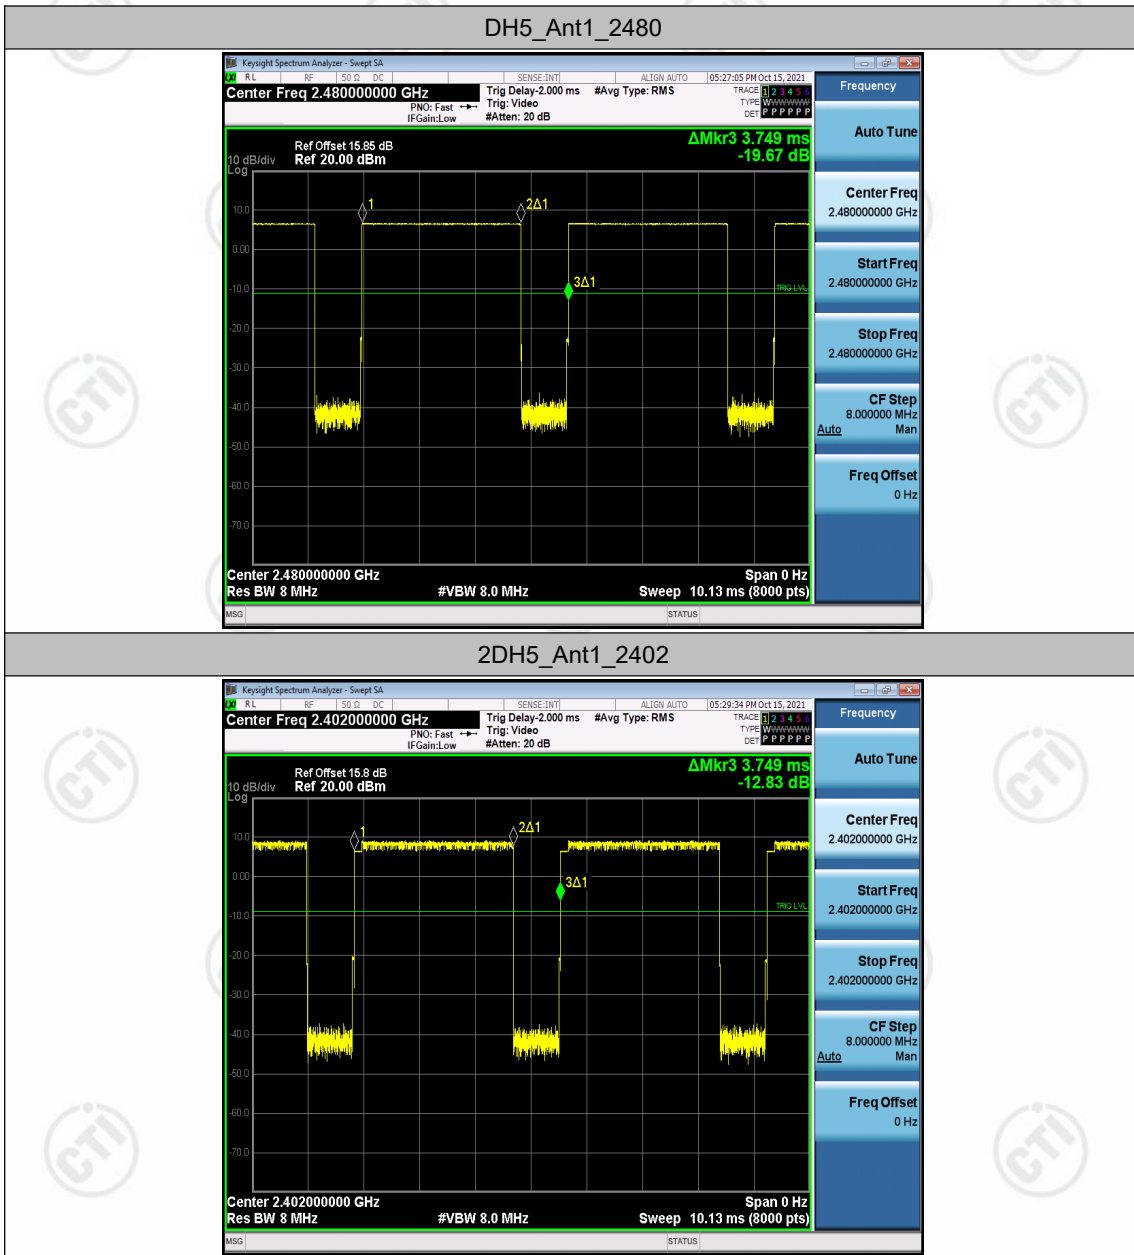 DH5_Ant1_2480
Keysight Spectrum Analyzer - Swept SA
RL RF 50 Ω DC SENSE:INT ALIGN AUTO 05:27:05 PM Oct 15, 2021
Center Freq 2.480000000 GHz
Trig Delay-2.000 ms #Avg Type: RMS
PNO: Fast Trig: Video
IFGain:Low #Atten: 20 dB
TRACE 1 2 3 4 5 6
TYPE WWWWWW
DET P P P P P P
Frequency
Ref Offset 15.85 dB
10 dB/div Ref 20.00 dBm
Log
ΔMkr3 3.749 ms
-19.67 dB
10.0
0.00
-10.0
-20.0
-30.0
-40.0
-50.0
-60.0
-70.0
1
2Δ1
3Δ1
TRIG LVL
Center 2.480000000 GHz Span 0 Hz
Res BW 8 MHz #VBW 8.0 MHz Sweep 10.13 ms (8000 pts)
MSG STATUS
Auto Tune
Center Freq
2.480000000 GHz
Start Freq
2.480000000 GHz
Stop Freq
2.480000000 GHz
CF Step
8.000000 MHz
Auto Man
Freq Offset
0 Hz
2DH5_Ant1_2402
Keysight Spectrum Analyzer - Swept SA
RL RF 50 Ω DC SENSE:INT ALIGN AUTO 05:29:34 PM Oct 15, 2021
Center Freq 2.402000000 GHz
Trig Delay-2.000 ms #Avg Type: RMS
PNO: Fast Trig: Video
IFGain:Low #Atten: 20 dB
TRACE 1 2 3 4 5 6
TYPE WWWWWW
DET P P P P P P
Frequency
Ref Offset 15.8 dB
10 dB/div Ref 20.00 dBm
Log
ΔMkr3 3.749 ms
-12.83 dB
10.0
0.00
-10.0
-20.0
-30.0
-40.0
-50.0
-60.0
-70.0
1
2Δ1
3Δ1
TRIG LVL
Center 2.402000000 GHz Span 0 Hz
Res BW 8 MHz #VBW 8.0 MHz Sweep 10.13 ms (8000 pts)
MSG STATUS
Auto Tune
Center Freq
2.402000000 GHz
Start Freq
2.402000000 GHz
Stop Freq
2.402000000 GHz
CF Step
8.000000 MHz
Auto Man
Freq Offset
0 Hz
CTI
CTI
CTI
CTI
CTI
CTI